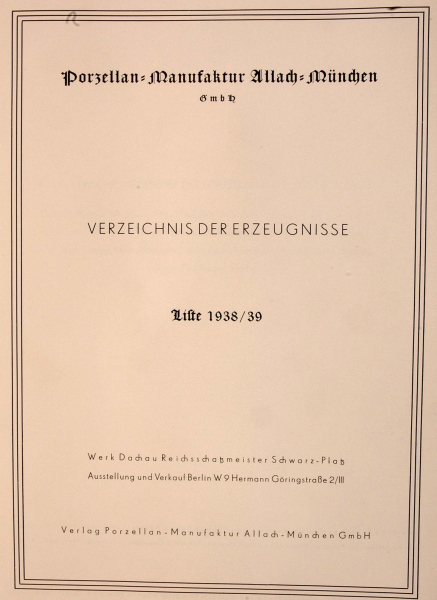 Porzellan-Manufaktur Allach-München
GmbH
VERZEICHNIS DER ERZEUGNISSE
Liste 1938/39
Werk Dachau Reichsschatzmeister Schwarz-Platz
Ausstellung und Verkauf Berlin W 9 Hermann Göringstraße 2/III
Verlag Porzellan-Manufaktur Allach-München GmbH